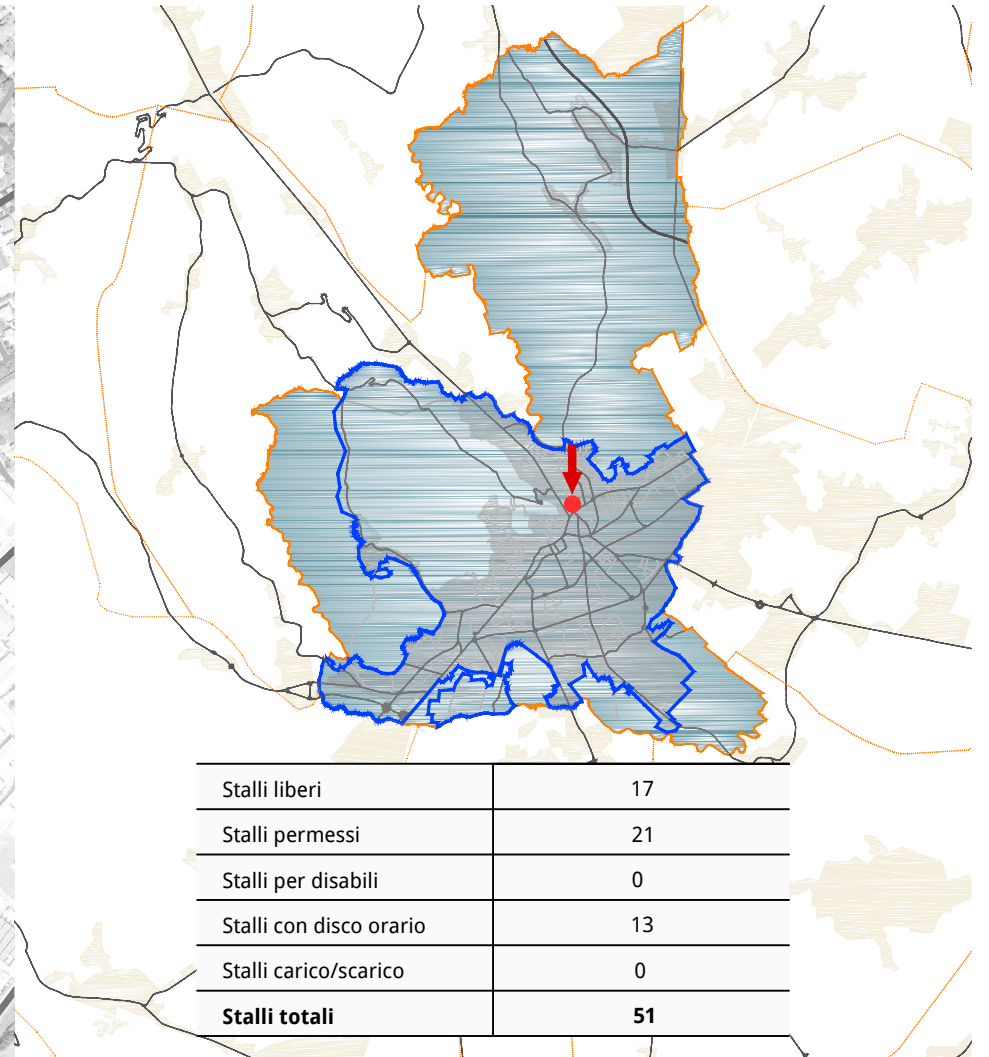 Stalli liberi 17
Stalli permessi 21
Stalli per disabili 0
Stalli con disco orario 13
Stalli carico/scarico 0
Stalli totali 51